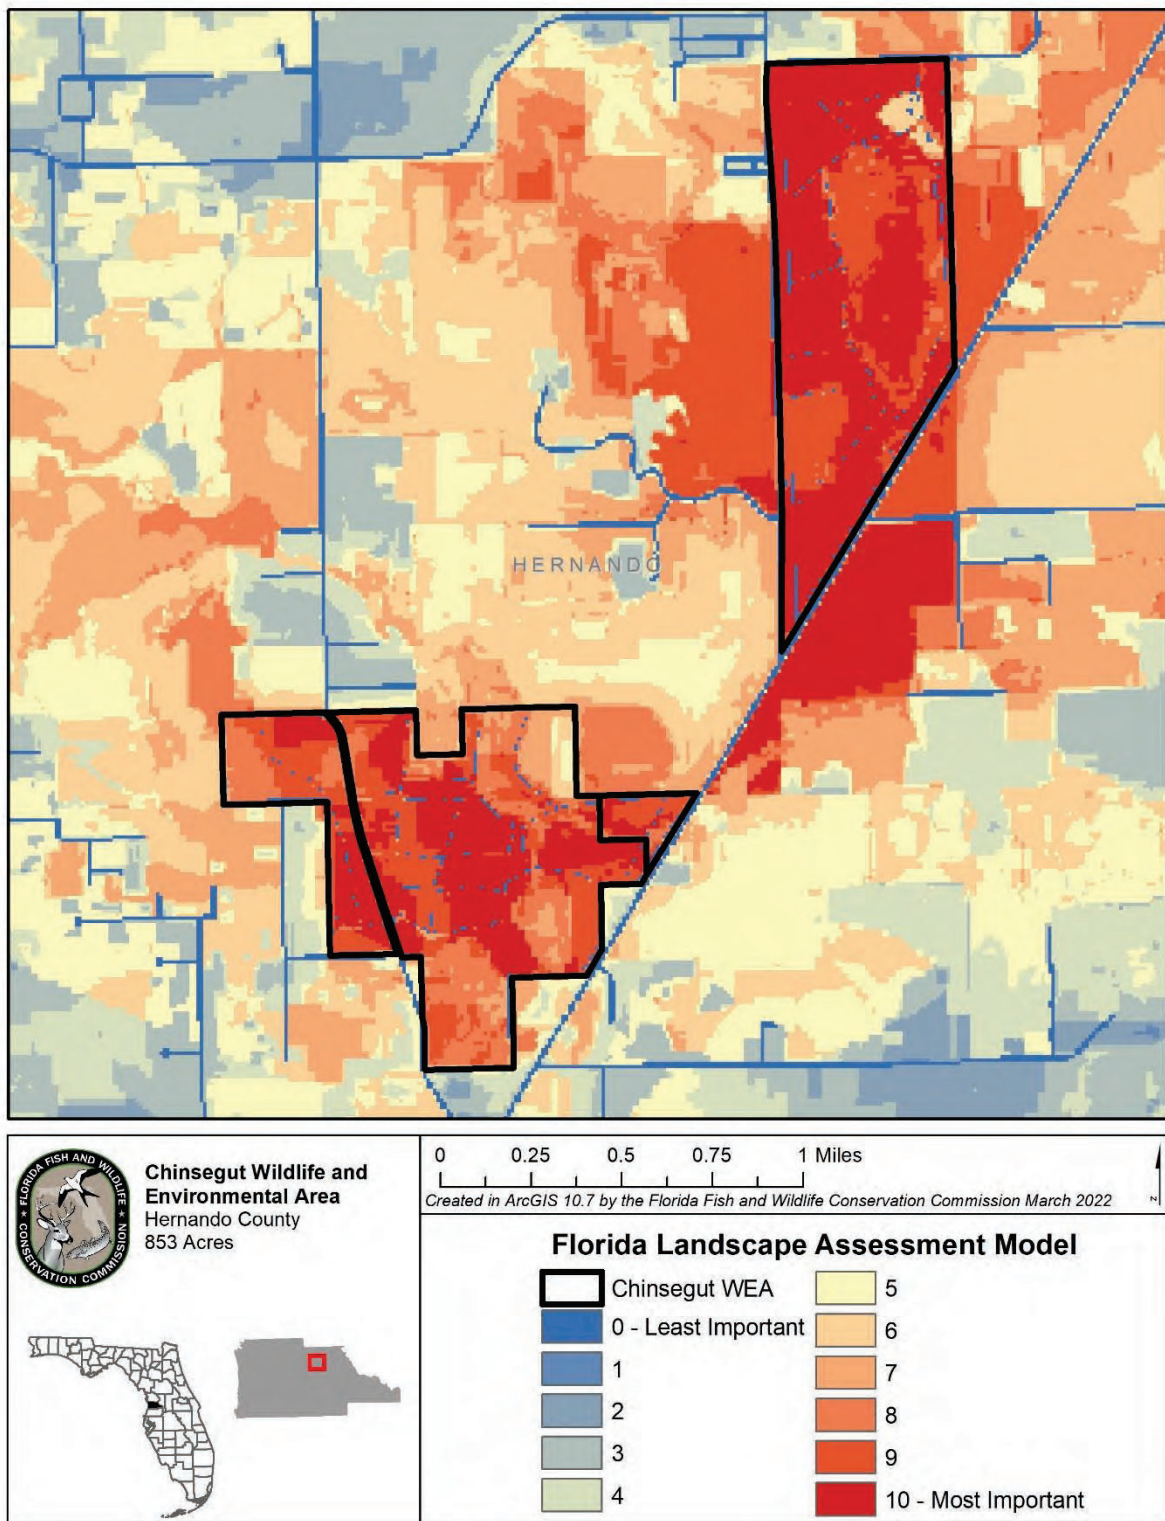 HERNANDO
FLORIDA FISH AND WILDLIFE
CONSERVATION COMMISSION
Chinsegut Wildlife and
Environmental Area
Hernando County
853 Acres
0 0.25 0.5 0.75 1 Miles
Created in ArcGIS 10.7 by the Florida Fish and Wildlife Conservation Commission March 2022
N
Florida Landscape Assessment Model
Chinsegut WEA
0 - Least Important
1
2
3
4
5
6
7
8
9
10 - Most Important